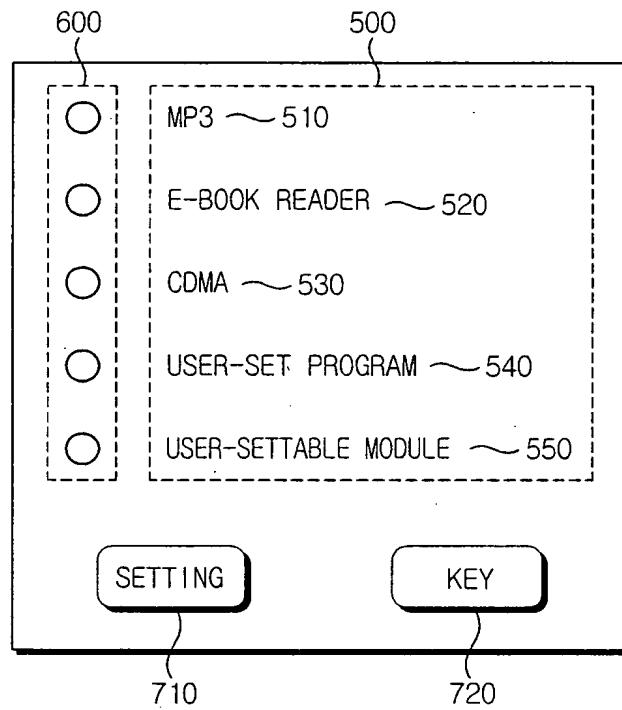 600 500
MP3 510
E-BOOK READER 520
CDMA 530
USER-SET PROGRAM 540
USER-SETTABLE MODULE 550
SETTING KEY
710 720